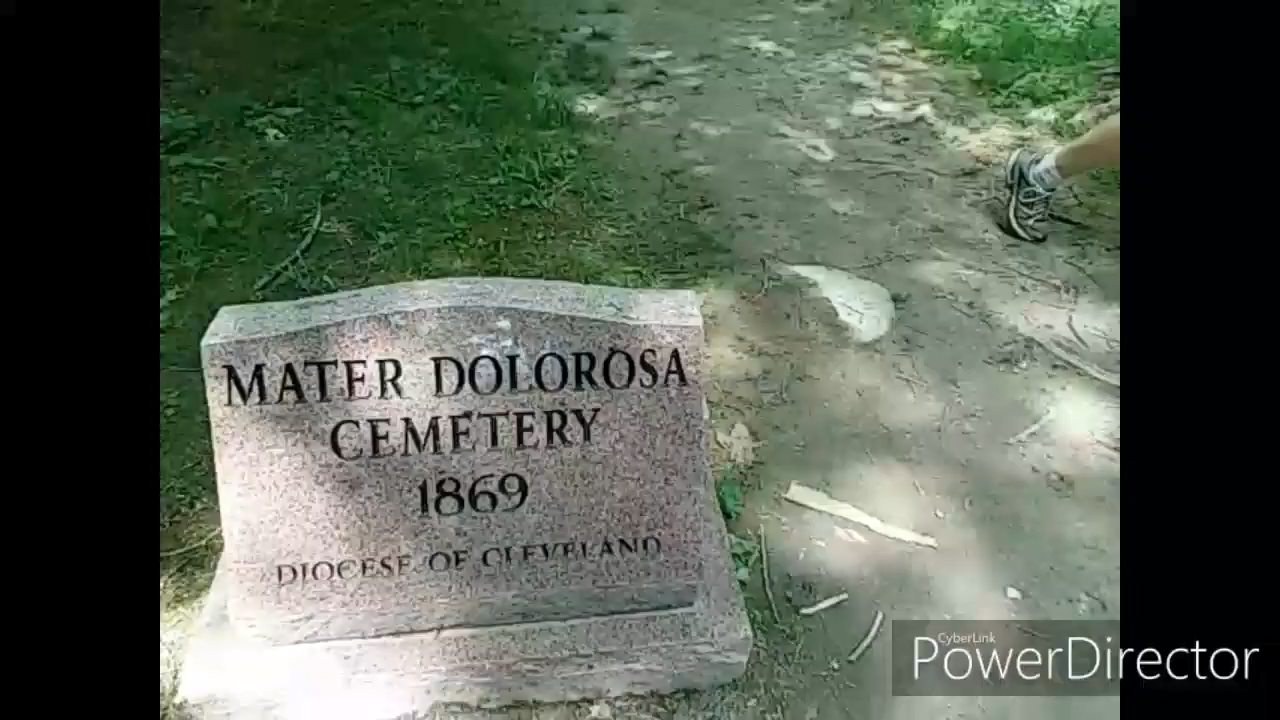 MATER DOLOROSA
CEMETERY
1869
DIOCESE OF CLEVELAND
CyberLink
PowerDirector